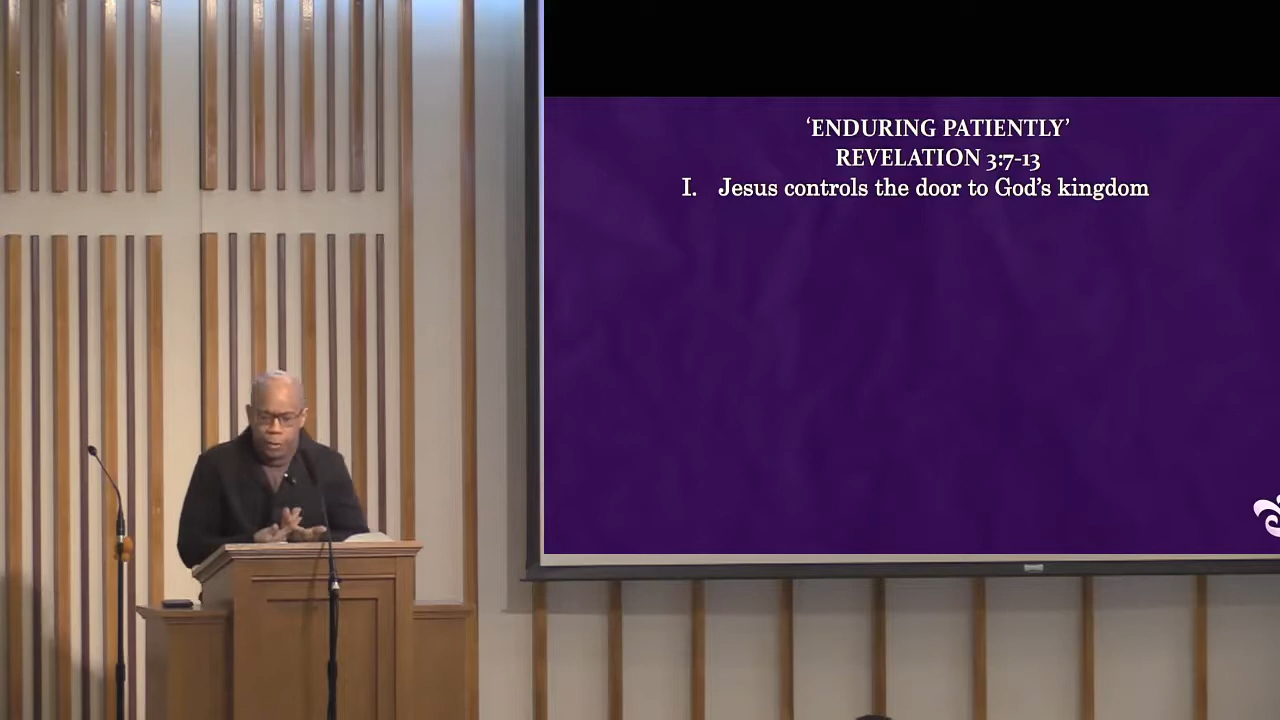 ‘ENDURING PATIENTLY’
REVELATION 3:7-13
I. Jesus controls the door to God’s kingdom